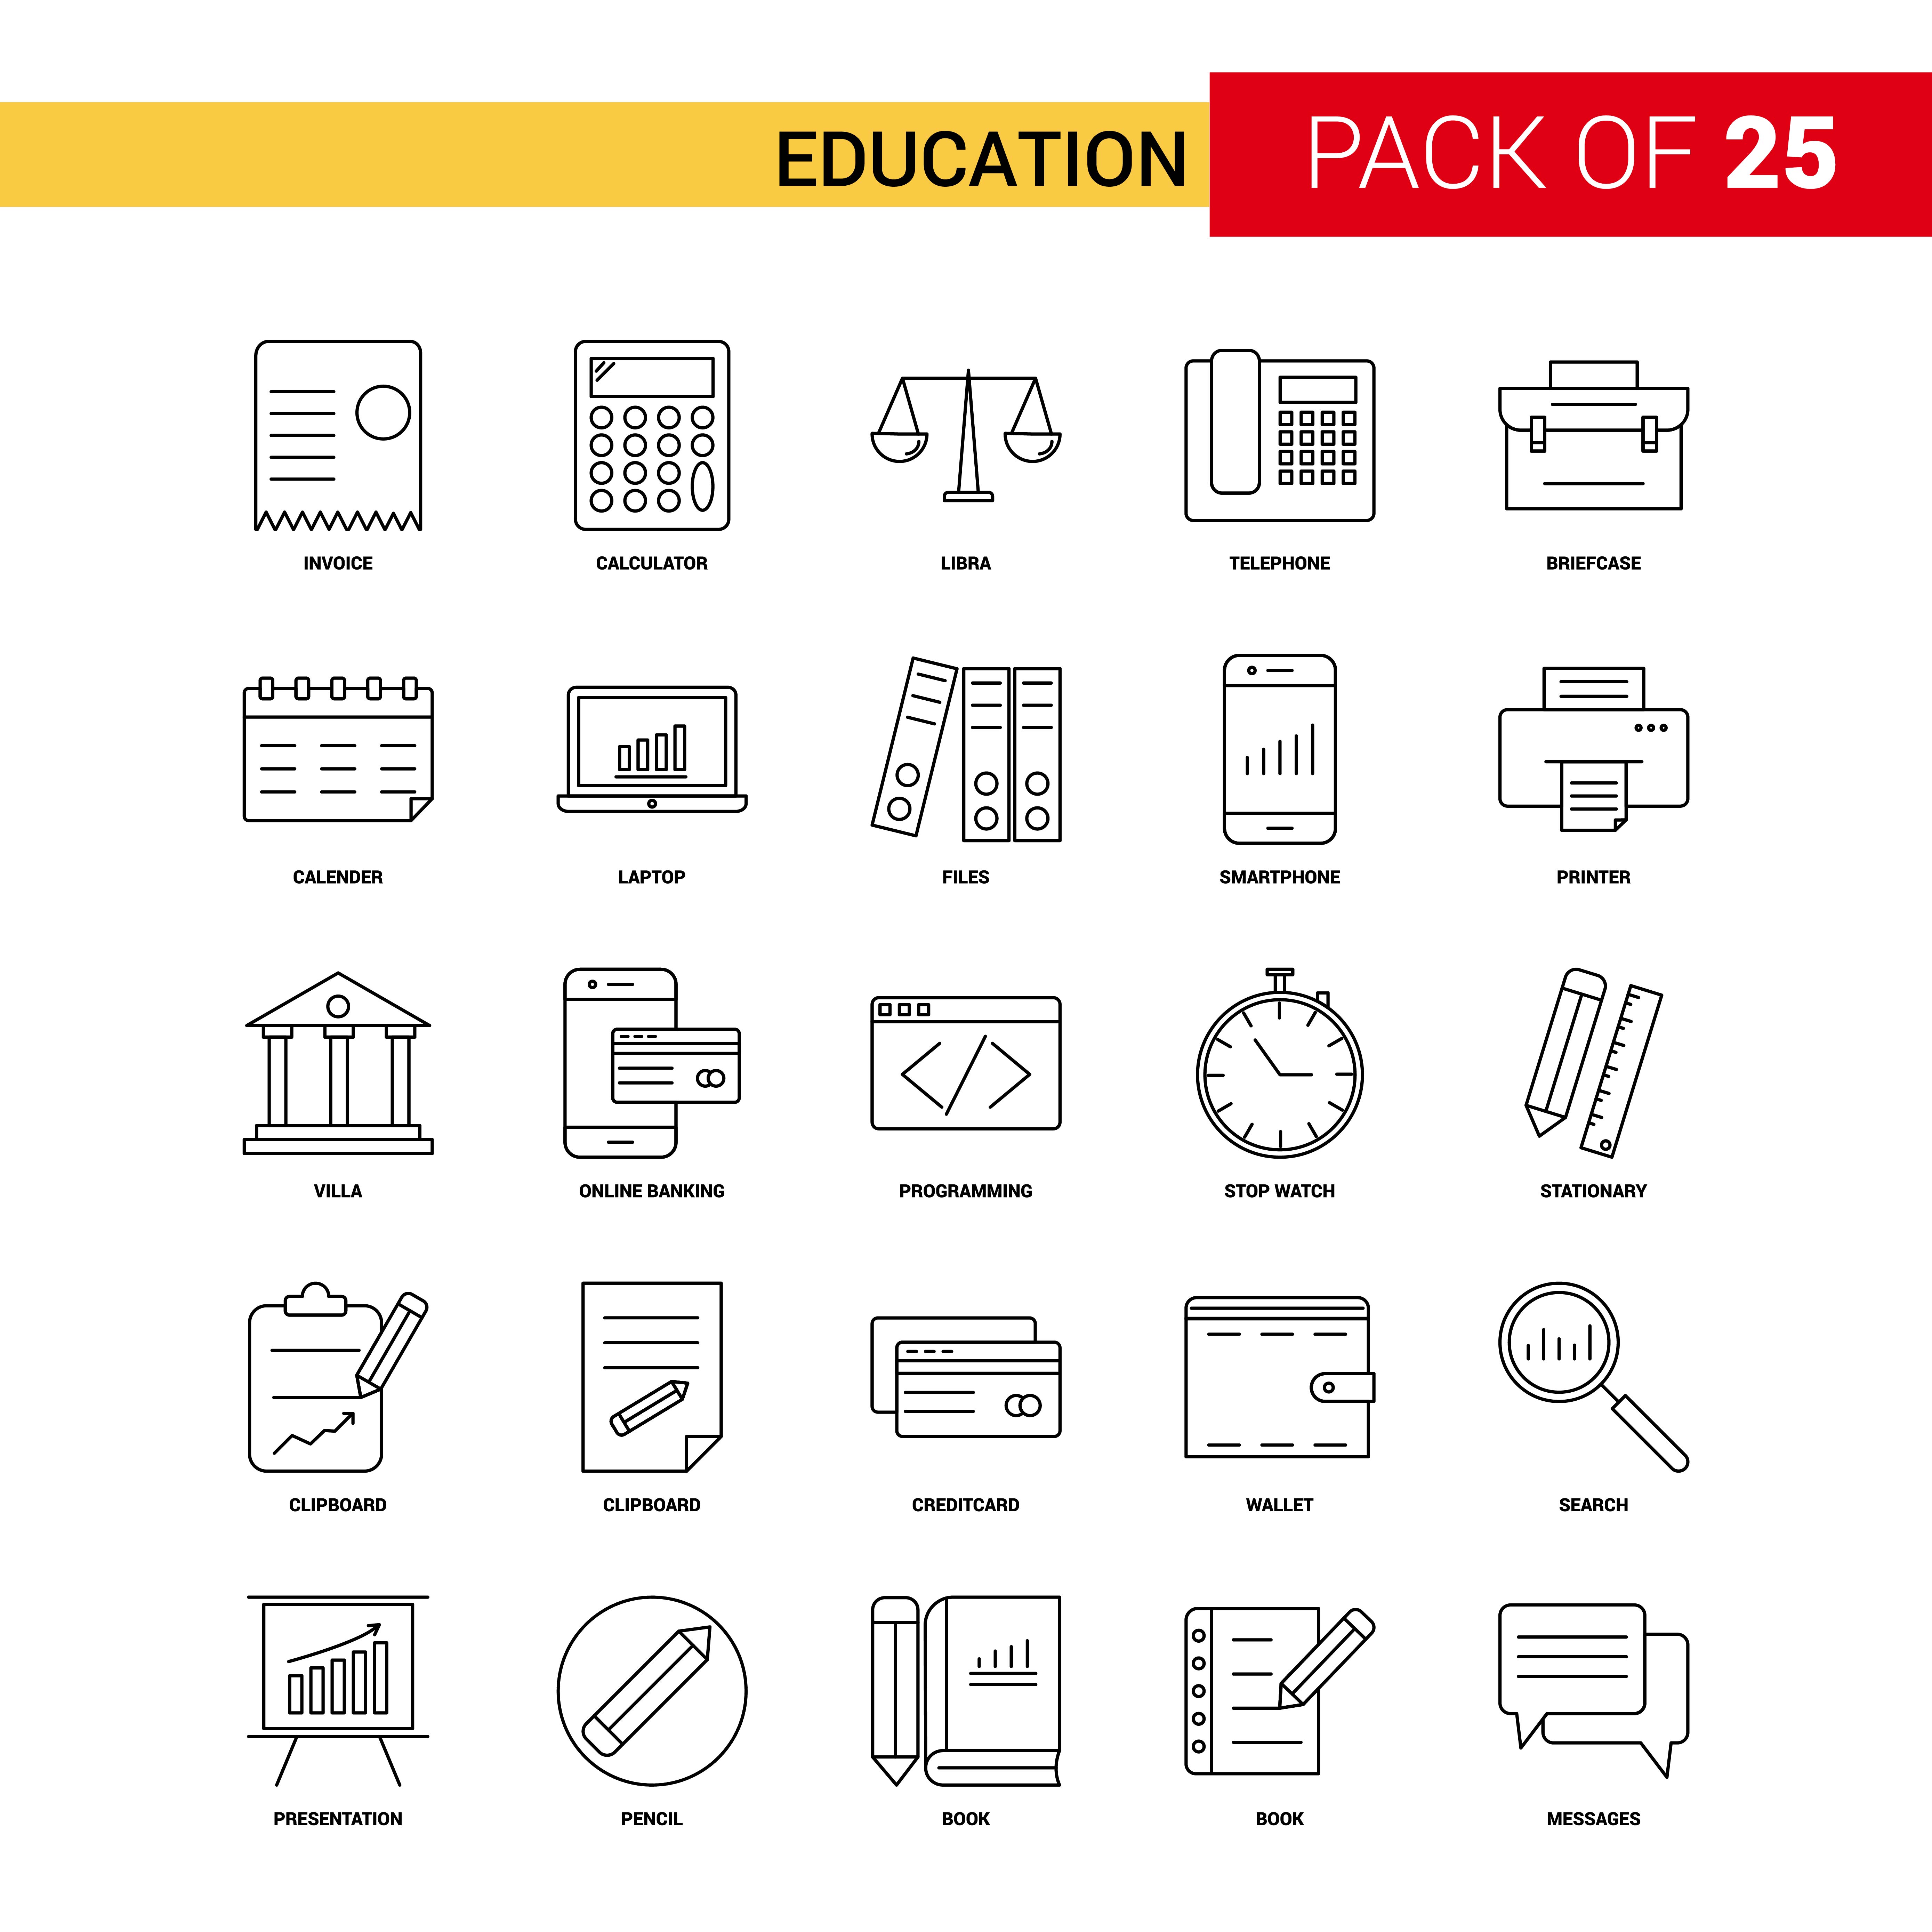 EDUCATION
PACK OF 25
INVOICE
CALCULATOR
LIBRA
TELEPHONE
BRIEFCASE
CALENDER
LAPTOP
FILES
SMARTPHONE
PRINTER
VILLA
ONLINE BANKING
PROGRAMMING
STOP WATCH
STATIONARY
CLIPBOARD
CLIPBOARD
CREDITCARD
WALLET
SEARCH
PRESENTATION
PENCIL
BOOK
BOOK
MESSAGES